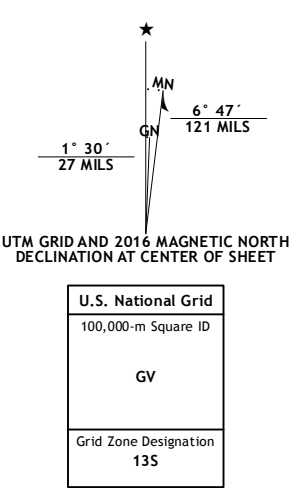 ★
MN
6° 47´
121 MILS
GN
1° 30´
27 MILS
UTM GRID AND 2016 MAGNETIC NORTH
DECLINATION AT CENTER OF SHEET
U.S. National Grid
100,000-m Square ID
GV
Grid Zone Designation
13S